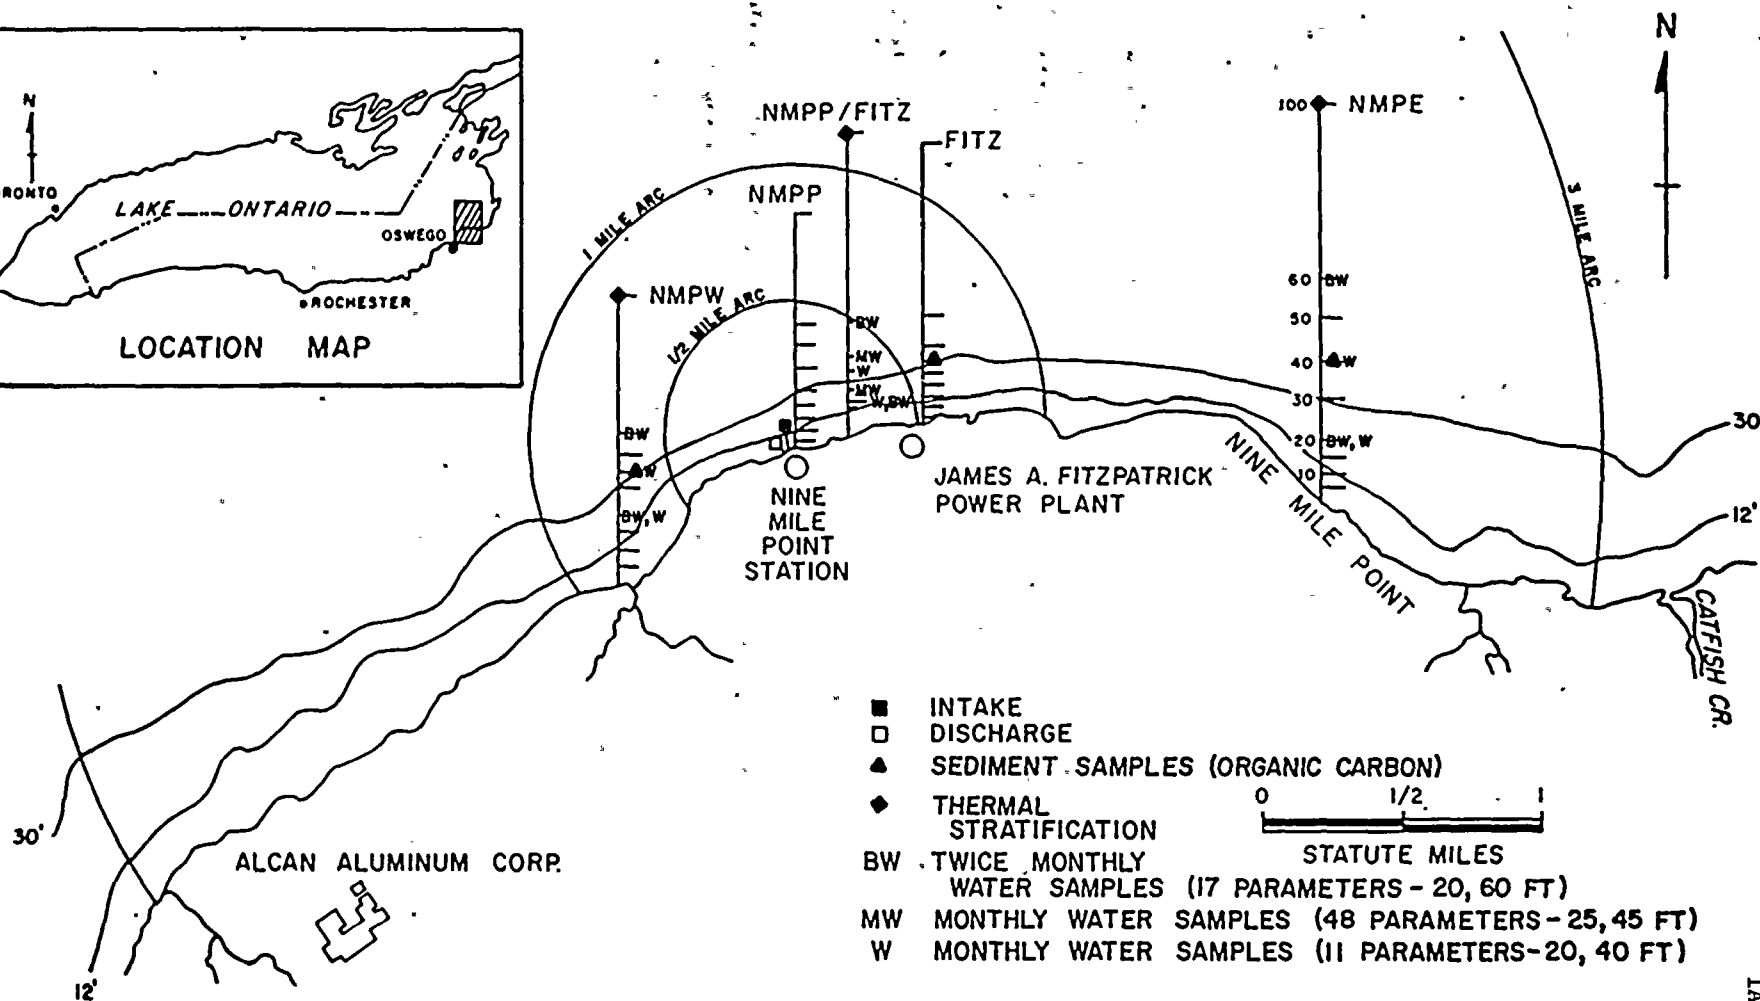 N
RONTO
LAKE ONTARIO
OSWEGO
ROCHESTER
LOCATION MAP
N
NMPP/FITZ
FITZ
100 NMPE
NMPP
1 MILE ARC
3 MILE ARC
NMPW
1/2 MILE ARC
60 BW
50
40 W
30
20 BW, W
10
BW
MW
W
MW
W, BW
BW
W
BW, W
30'
12'
NINE
MILE
POINT
STATION
JAMES A. FITZPATRICK
POWER PLANT
NINE MILE POINT
CATFISH CR.
INTAKE
DISCHARGE
SEDIMENT SAMPLES (ORGANIC CARBON)
THERMAL
STRATIFICATION
0 1/2 1
STATUTE MILES
BW TWICE MONTHLY
WATER SAMPLES (17 PARAMETERS - 20, 60 FT)
MW MONTHLY WATER SAMPLES (48 PARAMETERS - 25, 45 FT)
W MONTHLY WATER SAMPLES (11 PARAMETERS - 20, 40 FT)
30'
ALCAN ALUMINUM CORP.
12'